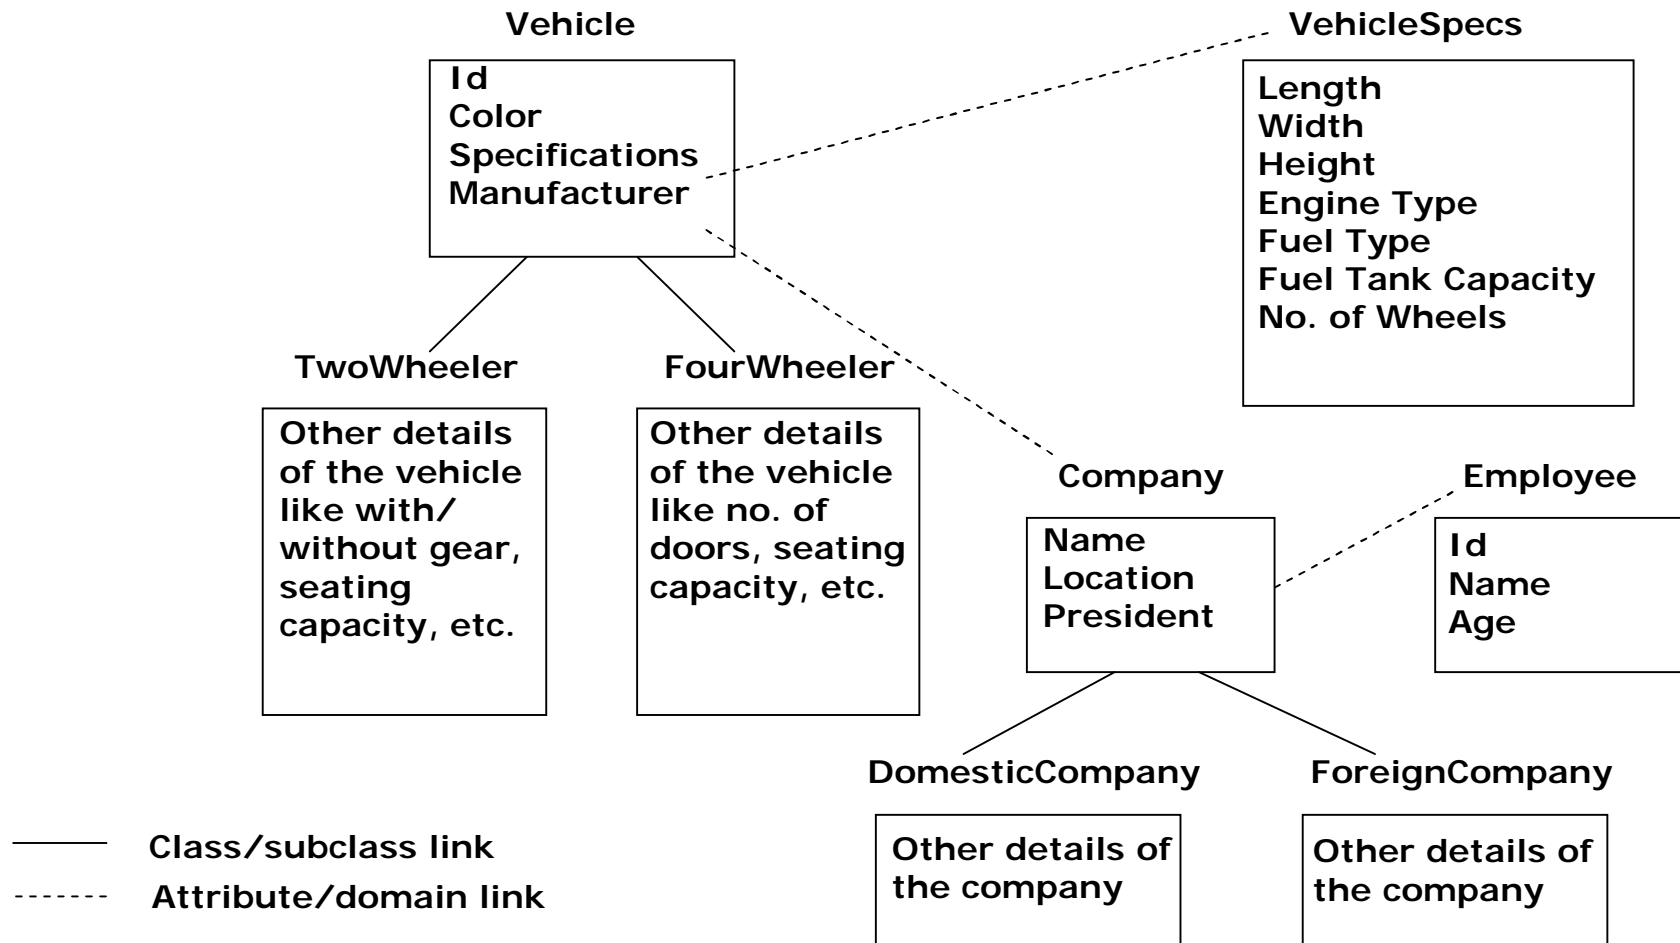 Vehicle
Id
Color
Specifications
Manufacturer
VehicleSpecs
Length
Width
Height
Engine Type
Fuel Type
Fuel Tank Capacity
No. of Wheels
TwoWheeler
Other details
of the vehicle
like with/
without gear,
seating
capacity, etc.
FourWheeler
Other details
of the vehicle
like no. of
doors, seating
capacity, etc.
Company
Name
Location
President
Employee
Id
Name
Age
DomesticCompany
Other details of
the company
ForeignCompany
Other details of
the company
Class/subclass link
Attribute/domain link